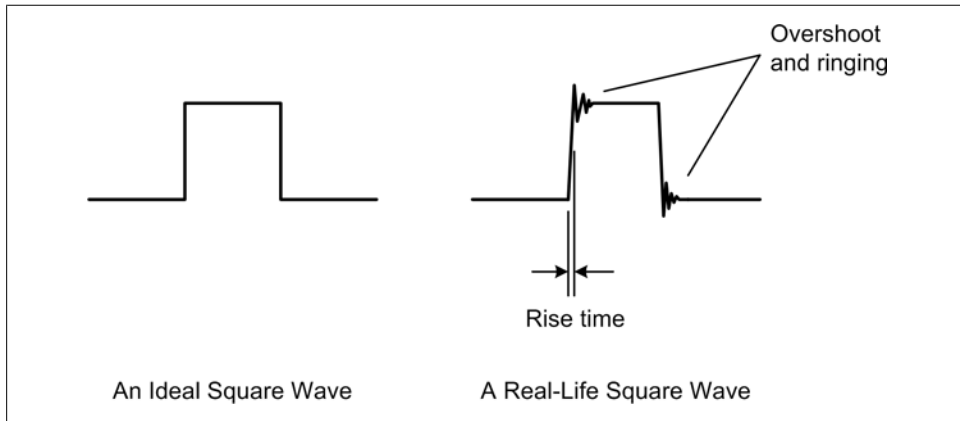 Overshoot
and ringing
Rise time
An Ideal Square Wave
A Real-Life Square Wave